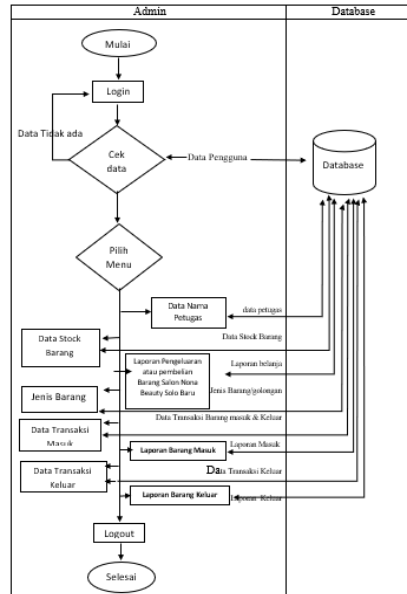 Admin
Database
Mulai
Login
Data Tidak ada
Cek
data
Data Pengguna
Database
Pilih
Menu
Data Nama
Petugas
data petugas
Data Stock
Barang
Data Stock Barang
Laporan Pengeluaran
atau pembelian
Barang Salon Nona
Beauty Solo Baru
Laporan belanja
Jenis Barang/golongan
Jenis Barang
Data Transaksi Barang masuk & Keluar
Data Transaksi
Masuk
Laporan Masuk
Laporan Barang Masuk
Data Transaksi Keluar
Data Transaksi
Keluar
Laporan Barang Keluar
Laporan Keluar
Logout
Selesai